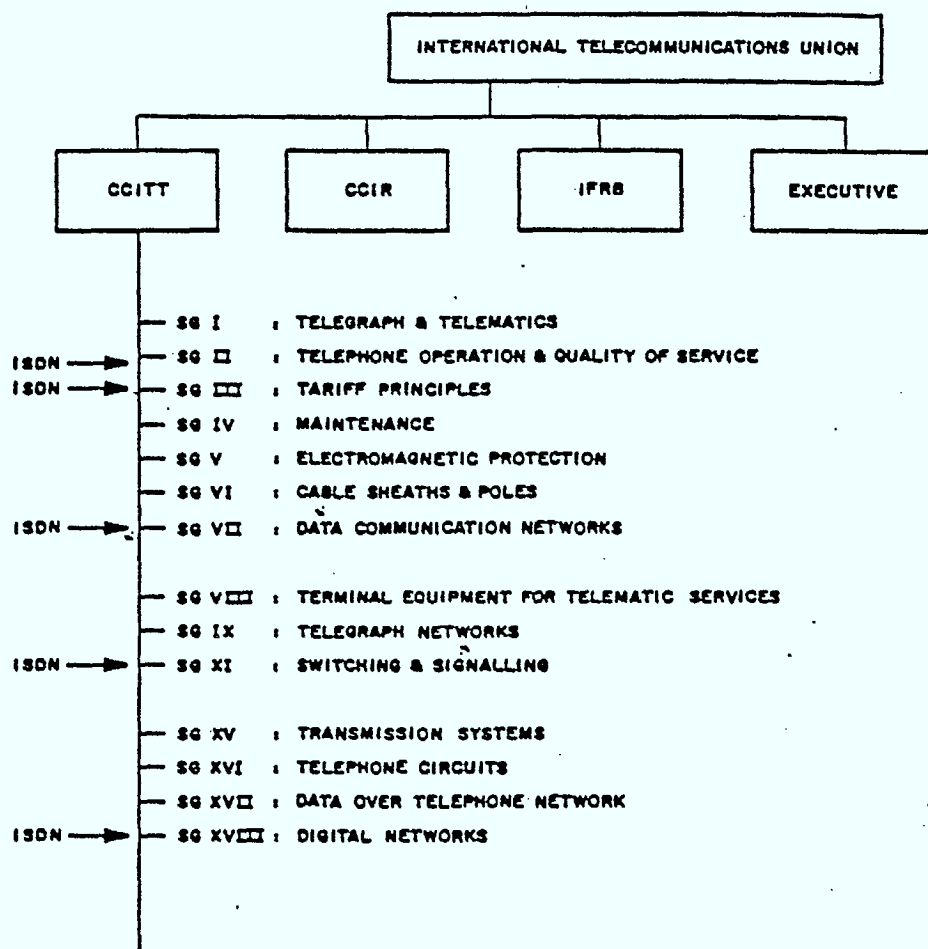 INTERNATIONAL TELECOMMUNICATIONS UNION
CCITT CCIR IFRB EXECUTIVE
SG I : TELEGRAPH & TELEMATICS
ISDN SG II : TELEPHONE OPERATION & QUALITY OF SERVICE
ISDN SG III : TARIFF PRINCIPLES
SG IV : MAINTENANCE
SG V : ELECTROMAGNETIC PROTECTION
SG VI : CABLE SHEATHS & POLES
ISDN SG VII : DATA COMMUNICATION NETWORKS
SG VIII : TERMINAL EQUIPMENT FOR TELEMATIC SERVICES
SG IX : TELEGRAPH NETWORKS
ISDN SG XI : SWITCHING & SIGNALLING
SG XV : TRANSMISSION SYSTEMS
SG XVI : TELEPHONE CIRCUITS
SG XVII : DATA OVER TELEPHONE NETWORK
ISDN SG XVIII : DIGITAL NETWORKS